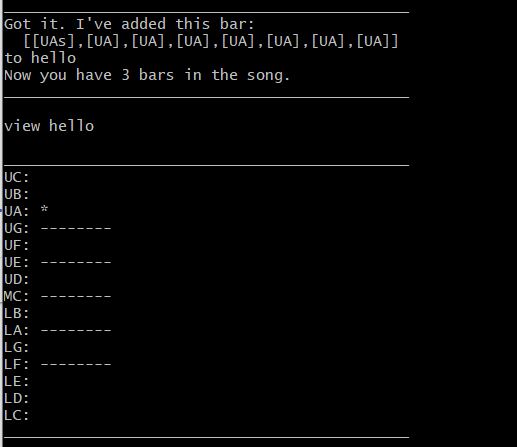 Got it. I've added this bar:
[[UAs],[UA],[UA],[UA],[UA],[UA],[UA],[UA]]
to hello
Now you have 3 bars in the song.
view hello
UC:
UB:
UA: *
UG: --------
UF:
UE: --------
UD:
MC: --------
LB:
LA: --------
LG:
LF: --------
LE:
LD:
LC: